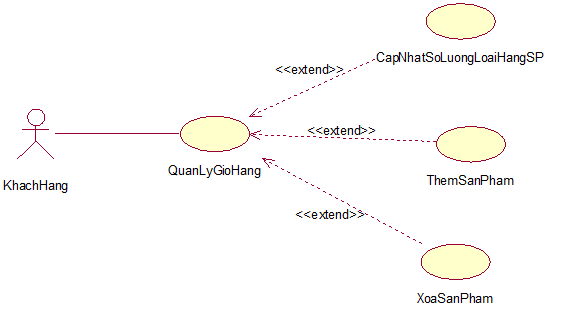 CapNhatSoLuongLoaiHangSP
<<extend>>
<<extend>>
KhachHang
QuanLyGioHang
ThemSanPham
<<extend>>
XoaSanPham